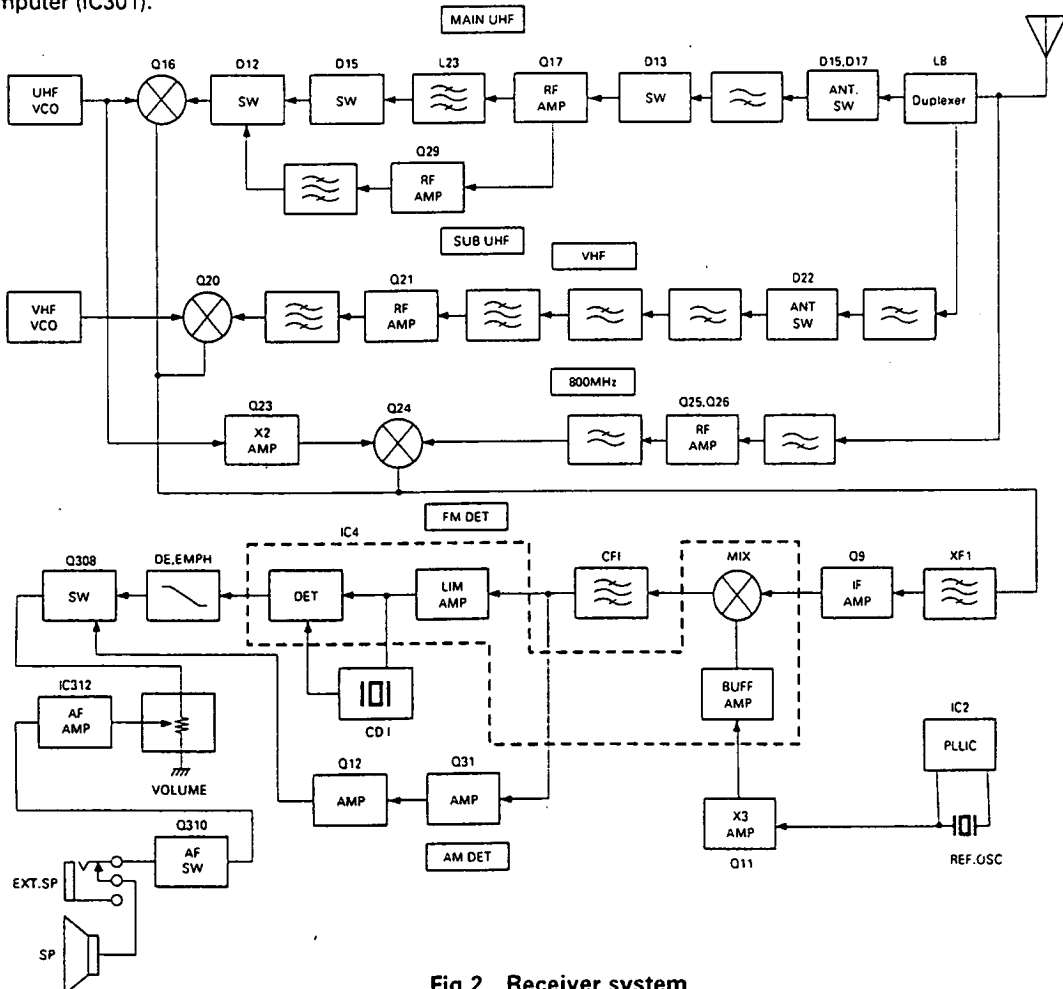 mputer (IC301).
MAIN UHF
Q16
D12
D15
L23
Q17
D13
D15,D17
L8
UHF
VCO
SW
SW
RF
AMP
SW
ANT.
SW
Duplexer
Q29
RF
AMP
SUB UHF
VHF
Q20
Q21
D22
VHF
VCO
RF
AMP
ANT
SW
800MHz
Q23
Q24
Q25,Q26
X2
AMP
RF
AMP
FM DET
IC4
Q308
DE,EMPH
CFI
MIX
Q9
XF1
SW
DET
LIM
AMP
IF
AMP
IC312
AF
AMP
CDI
BUFF
AMP
IC2
PLLIC
VOLUME
Q12
Q31
AMP
AMP
X3
AMP
Q11
REF.OSC
Q310
AF
SW
AM DET
EXT.SP
SP
Fig.2 Receiver system